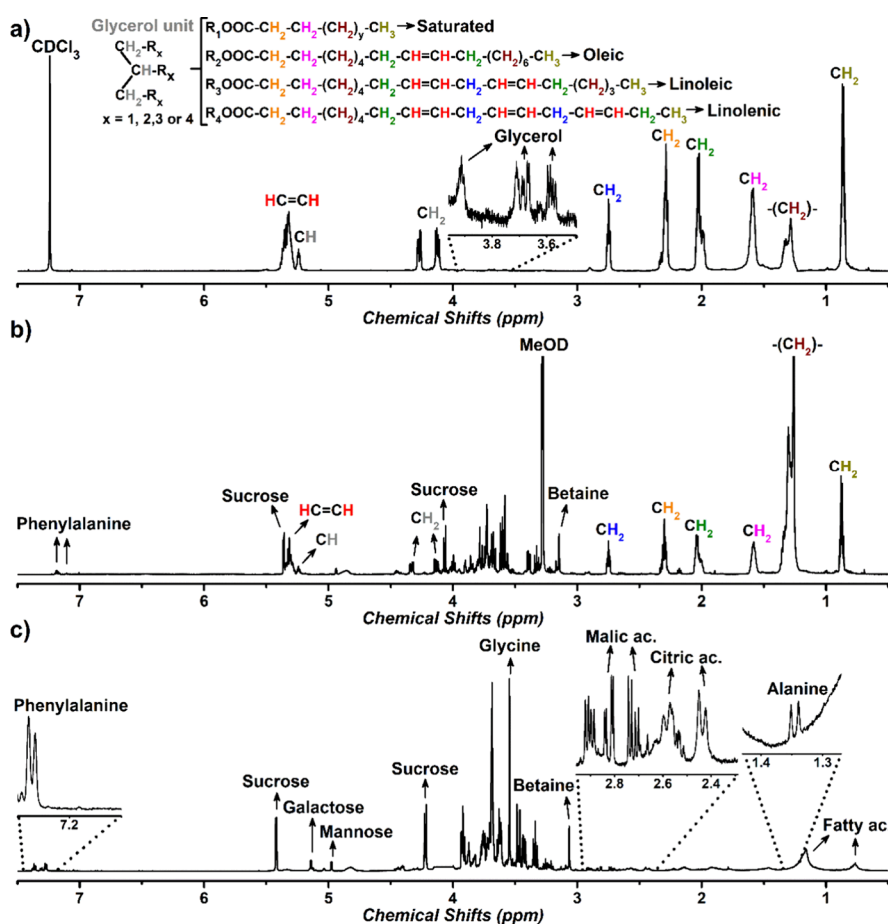 a)
Glycerol unit
CDCl3
CH2-Rx
CH-Rx
CH2-Rx
x = 1, 2,3 or 4
R1OOC-CH2-CH2-(CH2)y-CH3→Saturated
R2OOC-CH2-CH2-(CH2)4-CH2-CH=CH-CH2-(CH2)6-CH3→Oleic
R3OOC-CH2-CH2-(CH2)4-CH2-CH=CH-CH2-CH=CH-CH2-(CH2)3-CH3→Linoleic
R4OOC-CH2-CH2-(CH2)4-CH2-CH=CH-CH2-CH=CH-CH2-CH=CH-CH2-CH3→Linolenic
HC=CH
CH
CH2
Glycerol
3.8 3.6
CH2
CH2
CH2
CH2
-(CH2)-
CH2
7 6 5 4 3 2 1
Chemical Shifts (ppm)
b)
Phenylalanine
Sucrose
HC=CH
CH
CH2
Sucrose
MeOD
Betaine
CH2
CH2
CH2
CH2
-(CH2)-
CH2
7 6 5 4 3 2 1
Chemical Shifts (ppm)
c)
Phenylalanine
7.2
Sucrose
Galactose
Mannose
Sucrose
Glycine
Betaine
Malic ac.
Citric ac.
2.8 2.6 2.4
Alanine
1.4 1.3
Fatty ac.
7 6 5 4 3 2 1
Chemical Shifts (ppm)